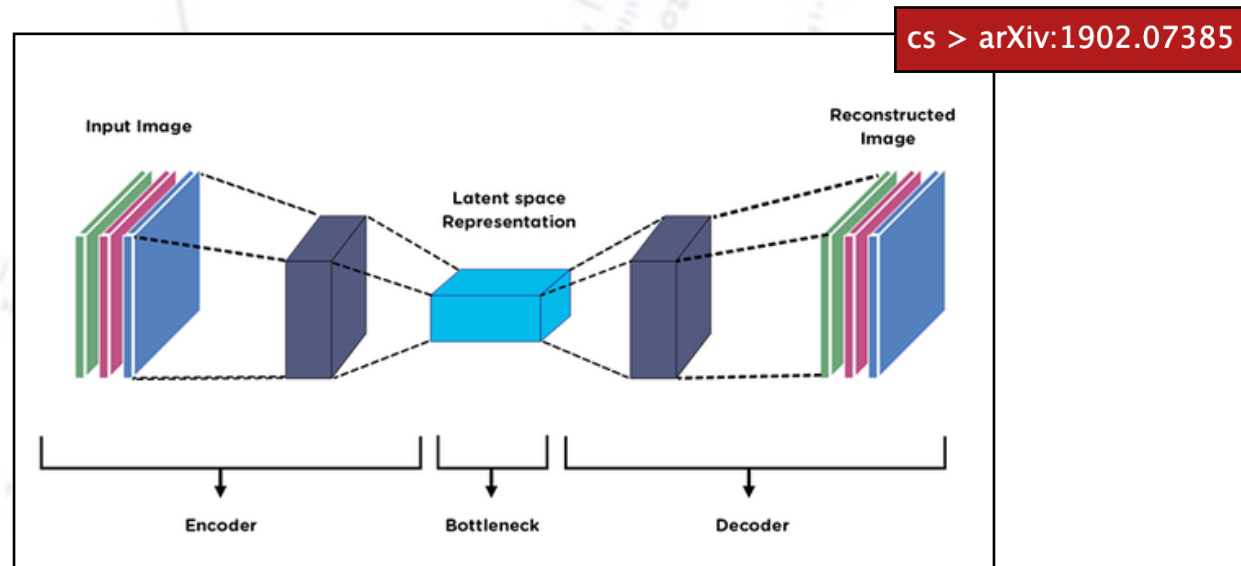 cs > arXiv:1902.07385
Input Image
Reconstructed
Image
Latent space
Representation
Encoder
Bottleneck
Decoder